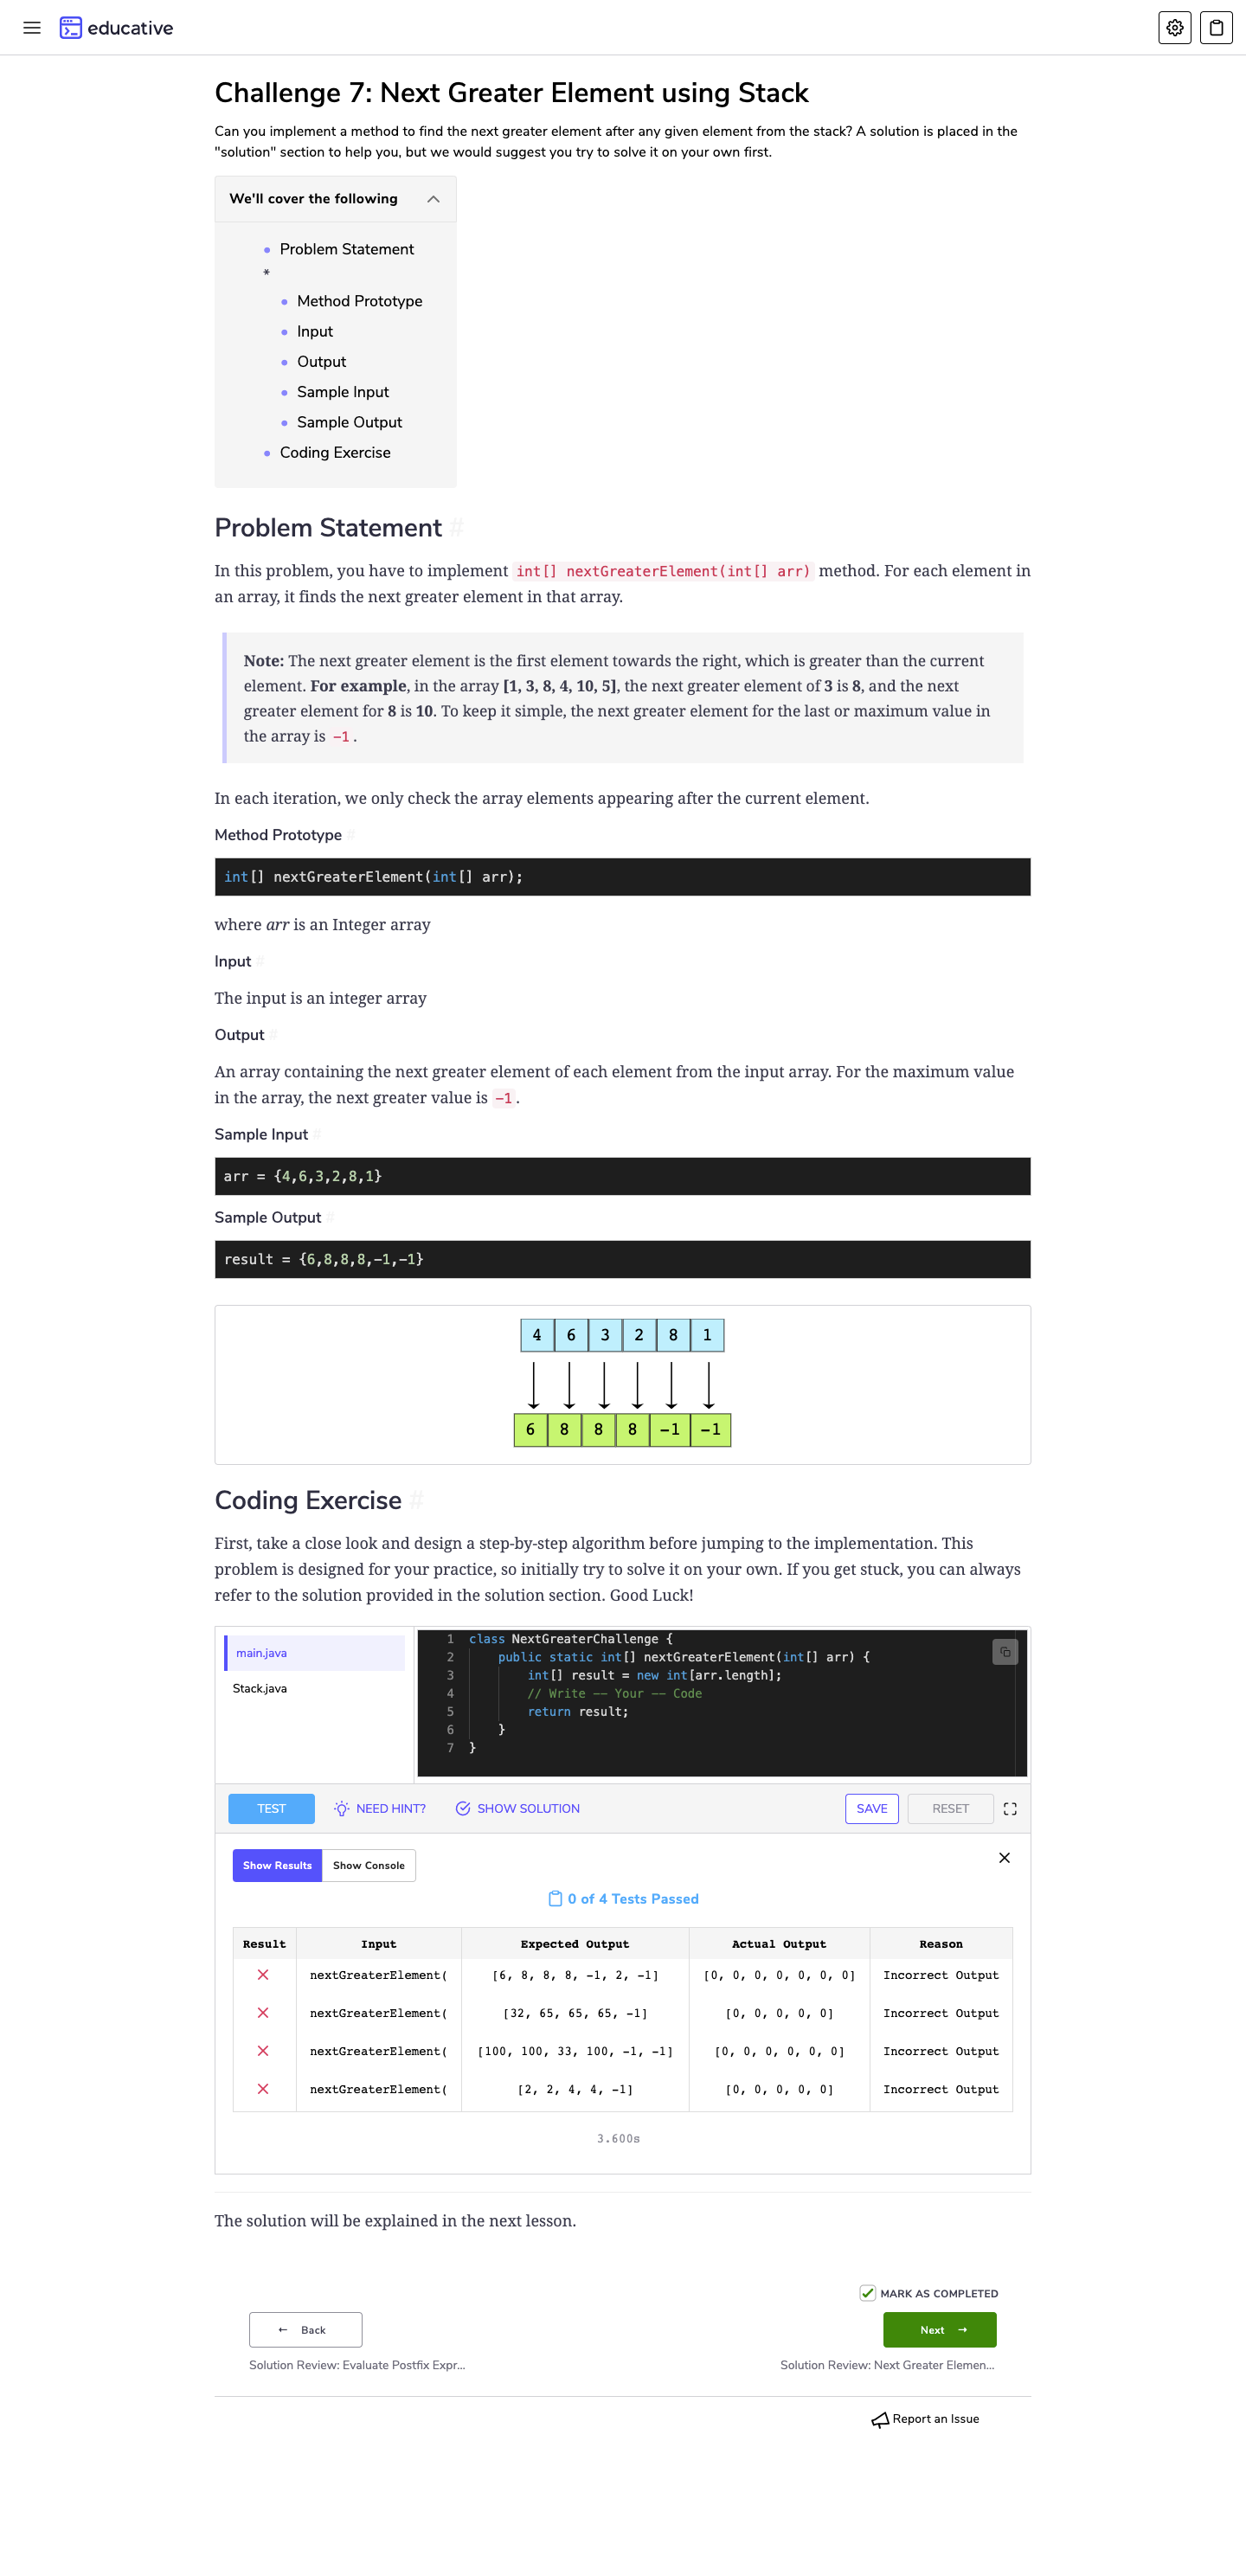 educative
Challenge 7: Next Greater Element using Stack
Can you implement a method to find the next greater element after any given element from the stack? A solution is placed in the
"solution" section to help you, but we would suggest you try to solve it on your own first.
We'll cover the following
Problem Statement
*
Method Prototype
Input
Output
Sample Input
Sample Output
Coding Exercise
Problem Statement #
In this problem, you have to implement int[] nextGreaterElement(int[] arr) method. For each element in
an array, it finds the next greater element in that array.
Note: The next greater element is the first element towards the right, which is greater than the current
element. For example, in the array [1, 3, 8, 4, 10, 5], the next greater element of 3 is 8, and the next
greater element for 8 is 10. To keep it simple, the next greater element for the last or maximum value in
the array is -1.
In each iteration, we only check the array elements appearing after the current element.
Method Prototype #
int[] nextGreaterElement(int[] arr);
where arr is an Integer array
Input #
The input is an integer array
Output #
An array containing the next greater element of each element from the input array. For the maximum value
in the array, the next greater value is -1.
Sample Input #
arr = {4,6,3,2,8,1}
Sample Output #
result = {6,8,8,8,-1,-1}
4 6 3 2 8 1
6 8 8 8 -1 -1
Coding Exercise #
First, take a close look and design a step-by-step algorithm before jumping to the implementation. This
problem is designed for your practice, so initially try to solve it on your own. If you get stuck, you can always
refer to the solution provided in the solution section. Good Luck!
main.java
Stack.java
1 class NextGreaterChallenge {
2 public static int[] nextGreaterElement(int[] arr) {
3 int[] result = new int[arr.length];
4 // Write -- Your -- Code
5 return result;
6 }
7 }
TEST NEED HINT? SHOW SOLUTION SAVE RESET
Show Results Show Console
0 of 4 Tests Passed
Result Input Expected Output Actual Output Reason
nextGreaterElement( [6, 8, 8, 8, -1, 2, -1] [0, 0, 0, 0, 0, 0, 0] Incorrect Output
nextGreaterElement( [32, 65, 65, 65, -1] [0, 0, 0, 0, 0] Incorrect Output
nextGreaterElement( [100, 100, 33, 100, -1, -1] [0, 0, 0, 0, 0, 0] Incorrect Output
nextGreaterElement( [2, 2, 4, 4, -1] [0, 0, 0, 0, 0] Incorrect Output
3.600s
The solution will be explained in the next lesson.
MARK AS COMPLETED
← Back
Next →
Solution Review: Evaluate Postfix Expr...
Solution Review: Next Greater Elemen...
Report an Issue